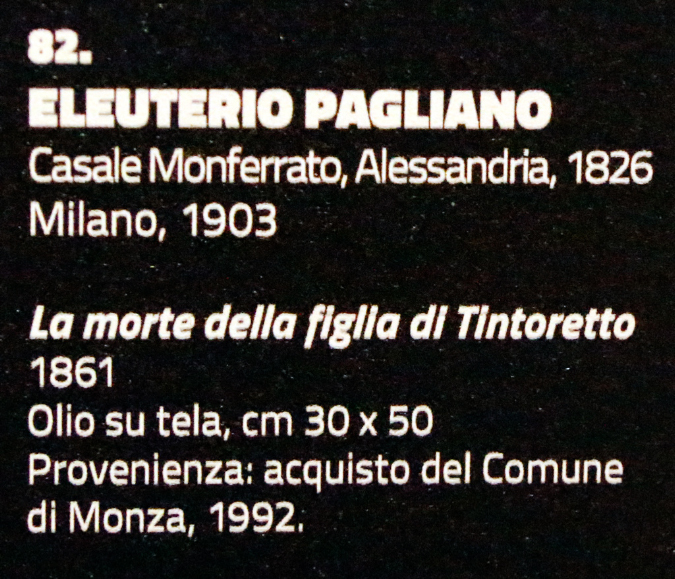 82.
ELEUTERIO PAGLIANO
Casale Monferrato, Alessandria, 1826
Milano, 1903
La morte della figlia di Tintoretto
1861
Olio su tela, cm 30 x 50
Provenienza: acquisto del Comune
di Monza, 1992.